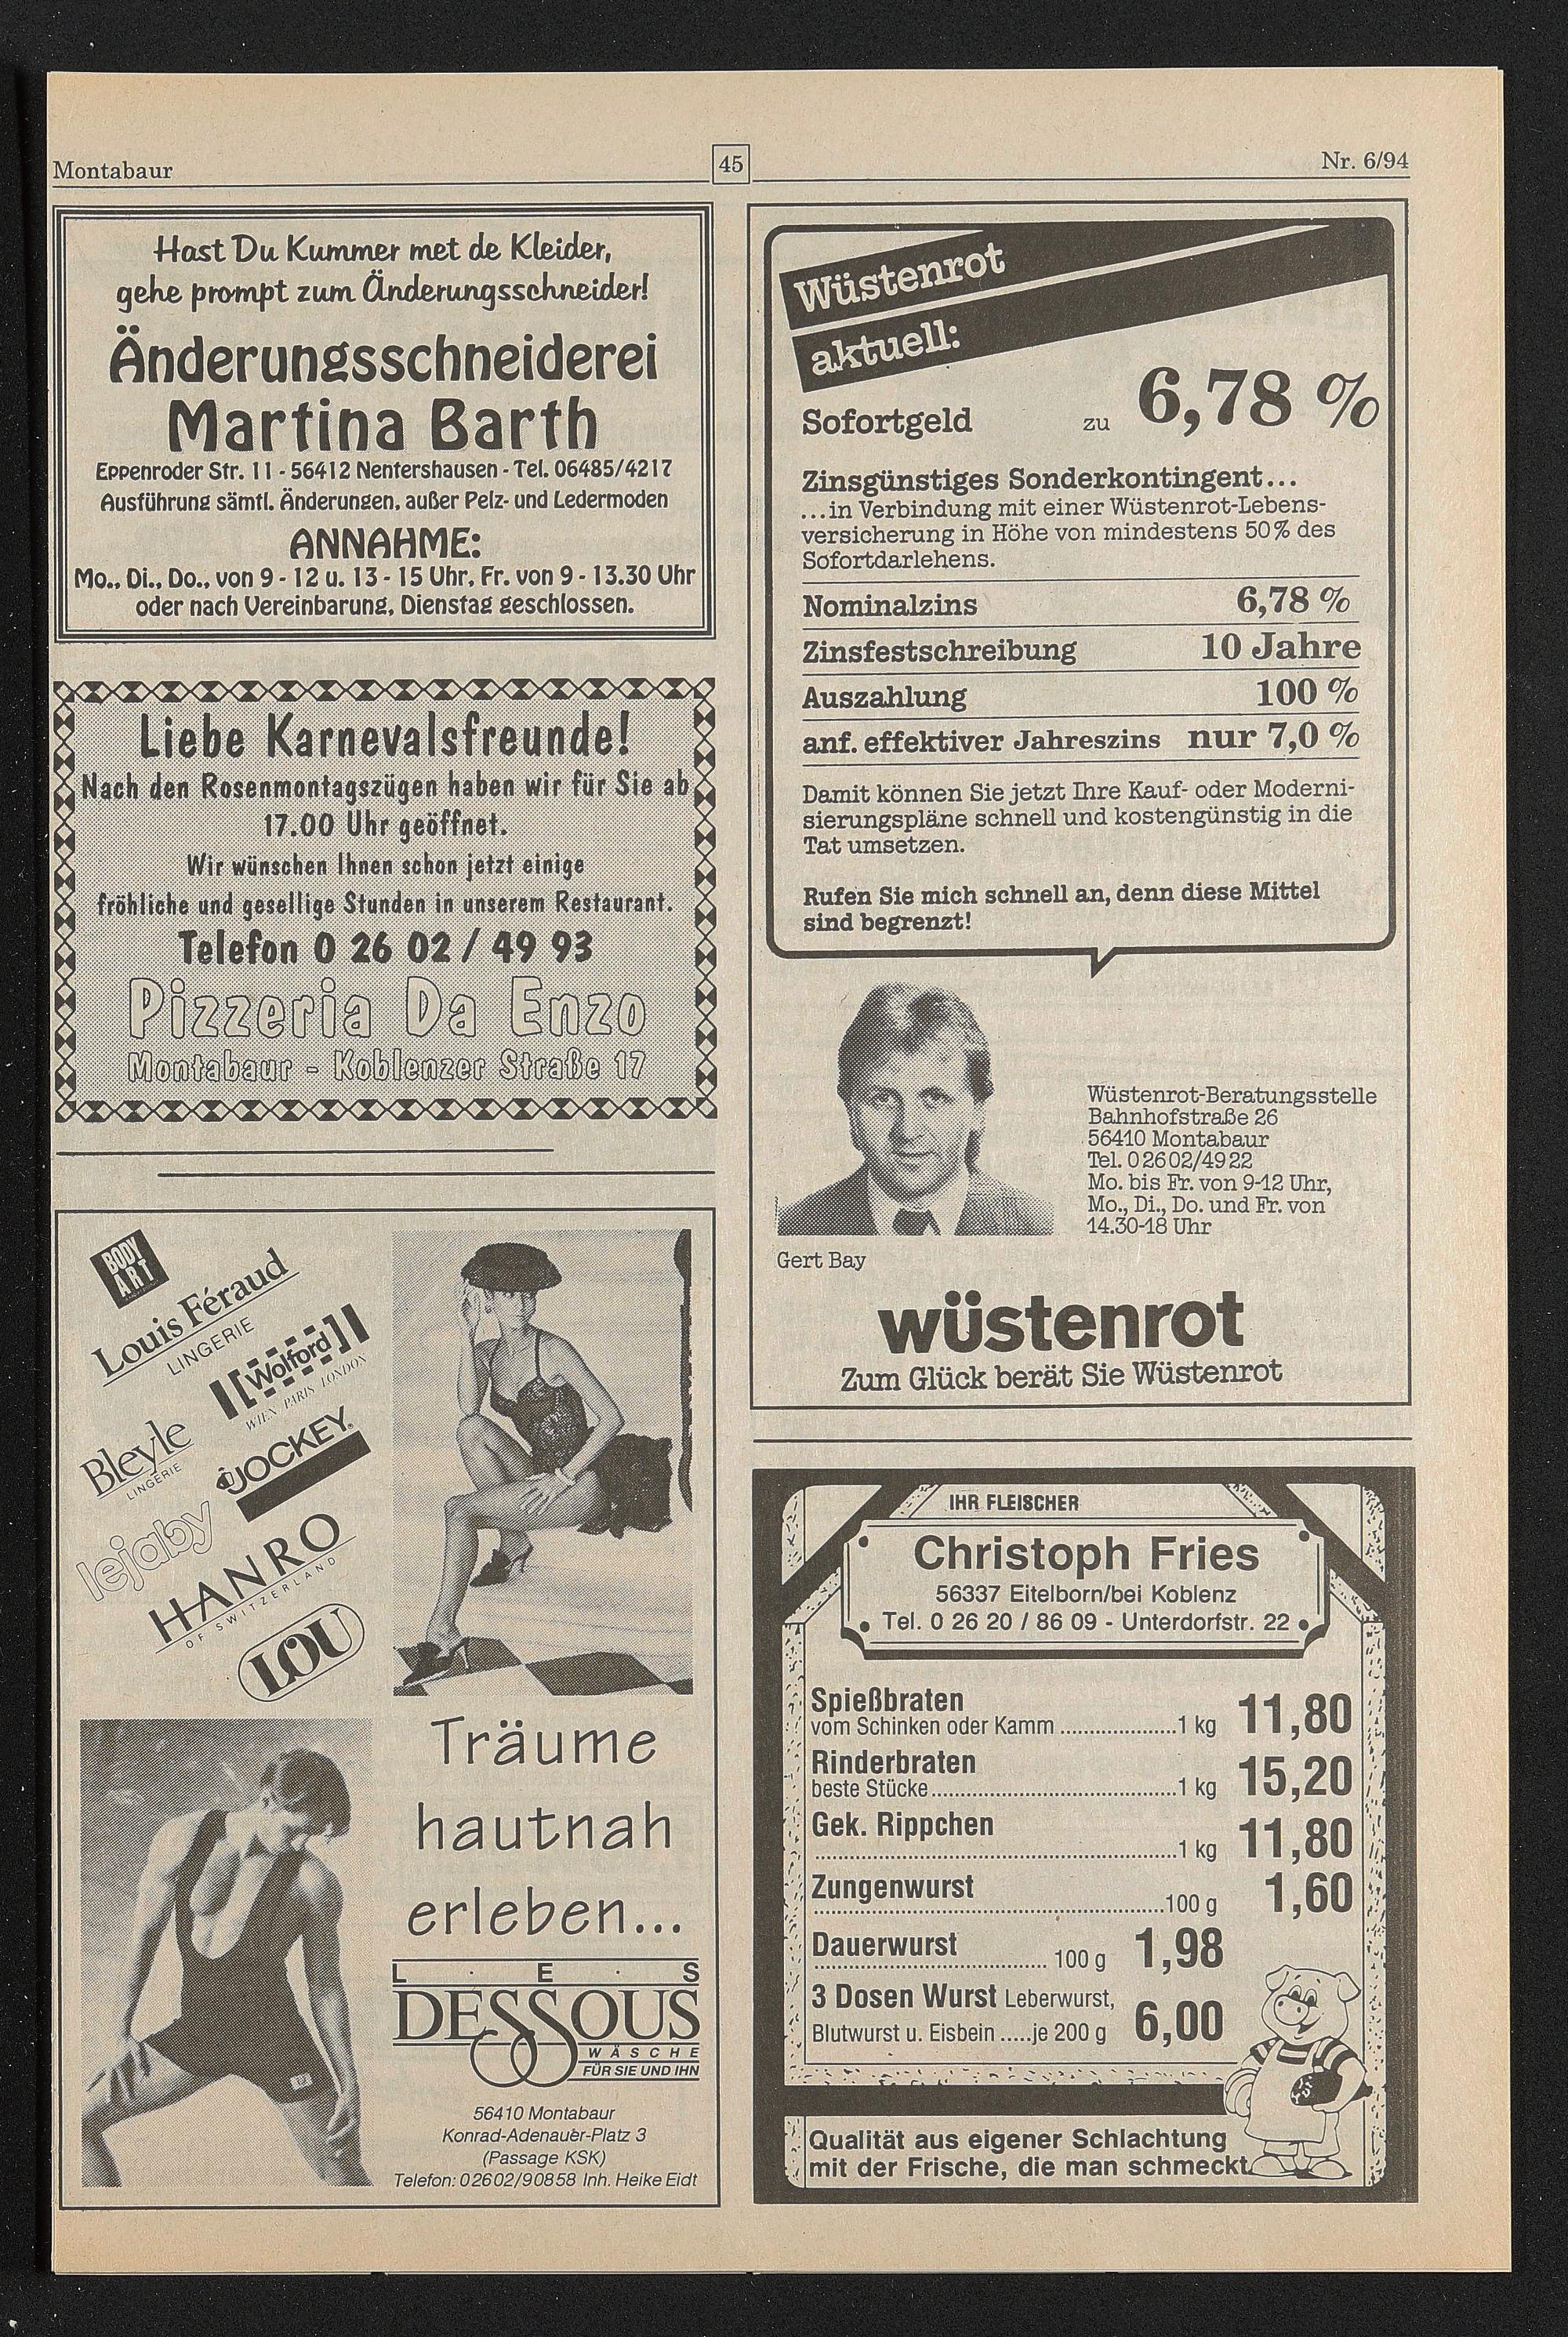 Montabaur
45
Nr. 6/94
Hast Du Kummer met de Kleider,
gehe prompt zum Änderungsschneider!
Änderungsschneiderei
Martina Barth
Eppenroder Str. 11 - 56412 Nentershausen - Tel. 06485/4217
Ausführung sämtl. Änderungen, außer Pelz- und Ledermoden
ANNAHME:
Mo., Di., Do., von 9 - 12 u. 13 - 15 Uhr, Fr. von 9 - 13.30 Uhr
oder nach Vereinbarung, Dienstag geschlossen.
Liebe Karnevalsfreunde!
Nach den Rosenmontagszügen haben wir für Sie ab
17.00 Uhr geöffnet.
Wir wünschen Ihnen schon jetzt einige
fröhliche und gesellige Stunden in unserem Restaurant.
Telefon 0 26 02 / 49 93
Pizzeria Da Enzo
Montabaur - Koblenzer Straße 17
BODY
ART
Louis Féraud
LINGERIE
Wolford
WIEN PARIS LONDON
Bleyle
LINGERIE
JOCKEY
lejaby
HANRO
OF SWITZERLAND
LOU
Träume
hautnah
erleben...
L · E · S
DESSOUS
WÄSCHE
FÜR SIE UND IHN
56410 Montabaur
Konrad-Adenauer-Platz 3
(Passage KSK)
Telefon: 02602/90858 Inh. Heike Eidt
Wüstenrot
aktuell:
Sofortgeld zu 6,78 %
Zinsgünstiges Sonderkontingent...
...in Verbindung mit einer Wüstenrot-Lebens-
versicherung in Höhe von mindestens 50% des
Sofortdarlehens.
Nominalzins 6,78 %
Zinsfestschreibung 10 Jahre
Auszahlung 100 %
anf. effektiver Jahreszins nur 7,0 %
Damit können Sie jetzt Ihre Kauf- oder Moderni-
sierungspläne schnell und kostengünstig in die
Tat umsetzen.
Rufen Sie mich schnell an, denn diese Mittel
sind begrenzt!
Wüstenrot-Beratungsstelle
Bahnhofstraße 26
56410 Montabaur
Tel. 02602/4922
Mo. bis Fr. von 9-12 Uhr,
Mo., Di., Do. und Fr. von
14.30-18 Uhr
Gert Bay
wüstenrot
Zum Glück berät Sie Wüstenrot
IHR FLEISCHER
Christoph Fries
56337 Eitelborn/bei Koblenz
Tel. 0 26 20 / 86 09 - Unterdorfstr. 22
Spießbraten
vom Schinken oder Kamm ....................1 kg 11,80
Rinderbraten
beste Stücke..........................................1 kg 15,20
Gek. Rippchen
..............................................................1 kg 11,80
Zungenwurst
............................................................100 g 1,60
Dauerwurst
....................................... 100 g 1,98
3 Dosen Wurst Leberwurst,
Blutwurst u. Eisbein .....je 200 g 6,00
Qualität aus eigener Schlachtung
mit der Frische, die man schmeckt